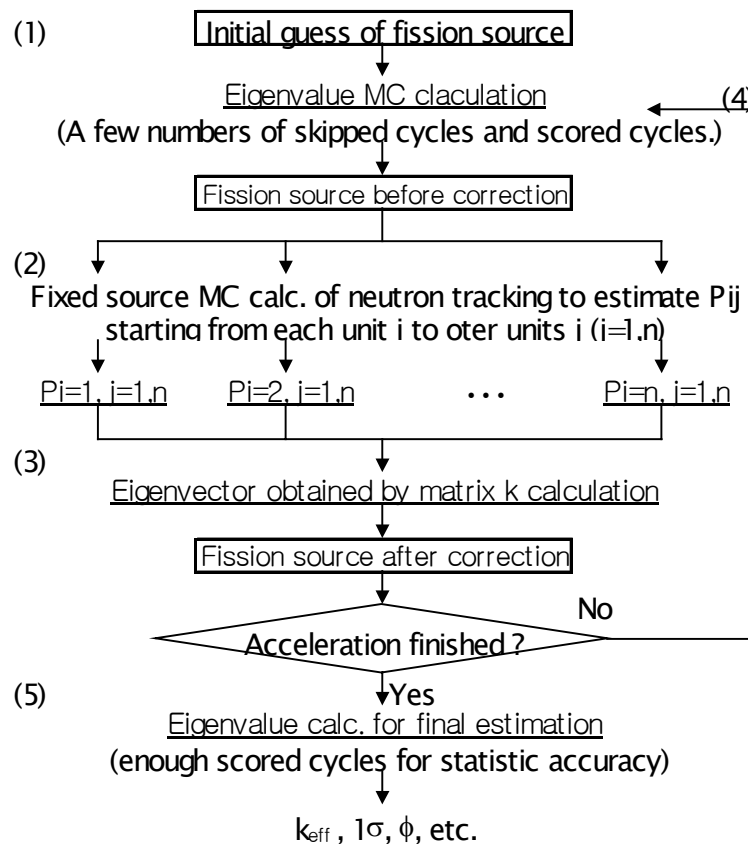 (1)
Initial guess of fission source
Eigenvalue MC claculation
(4)
(A few numbers of skipped cycles and scored cycles.)
Fission source before correction
(2)
Fixed source MC calc. of neutron tracking to estimate Pij
starting from each unit i to oter units j (j=1,n)
Pi=1, j=1,n
Pi=2, j=1,n
...
Pi=n, j=1,n
(3)
Eigenvector obtained by matrix k calculation
Fission source after correction
No
Acceleration finished ?
(5)
Yes
Eigenvalue calc. for final estimation
(enough scored cycles for statistic accuracy)
keff , 1σ, ϕ, etc.